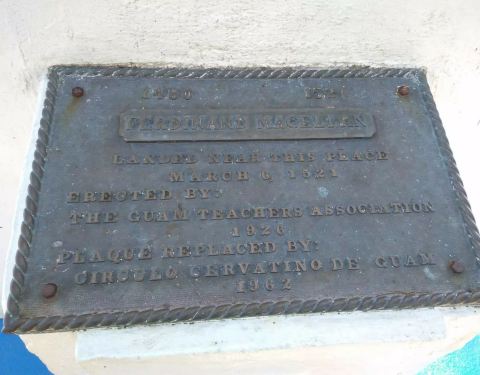 1480 1521
FERDINAND MAGELLAN
LANDED NEAR THIS PLACE
MARCH 6, 1521
ERECTED BY:
THE GUAM TEACHERS ASSOCIATION
1926
PLAQUE REPLACED BY:
CIRCULO CERVATINO DE GUAM
1962